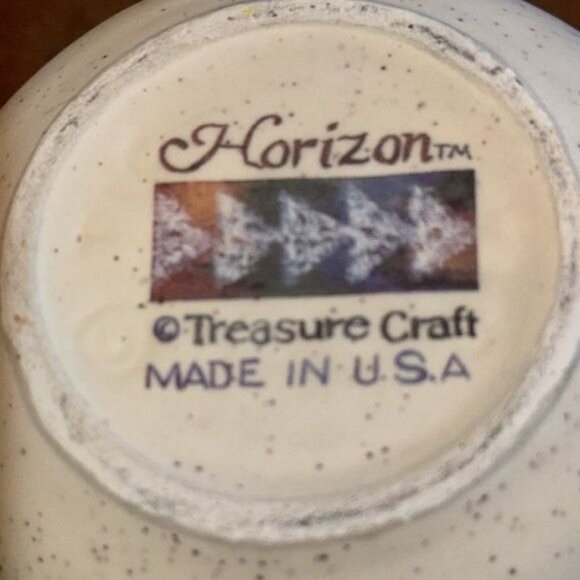 Horizon™
© Treasure Craft
MADE IN U.S.A